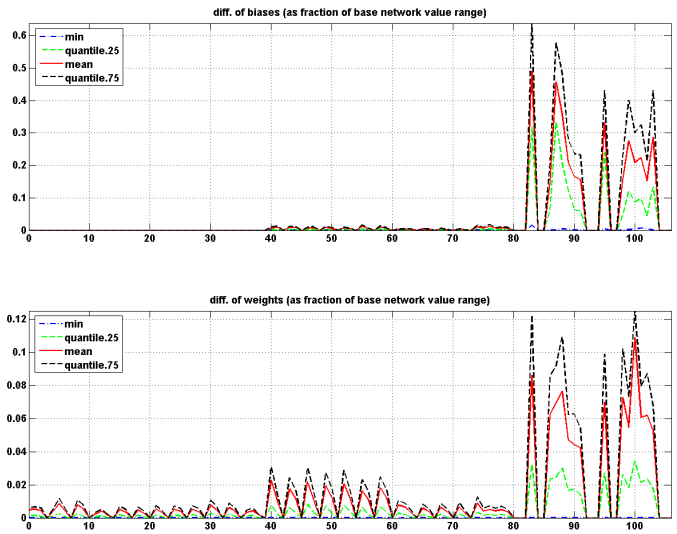 diff. of biases (as fraction of base network value range)
min
quantile.25
mean
quantile.75
0.6
0.5
0.4
0.3
0.2
0.1
0
0 10 20 30 40 50 60 70 80 90 100
diff. of weights (as fraction of base network value range)
min
quantile.25
mean
quantile.75
0.12
0.1
0.08
0.06
0.04
0.02
0
0 10 20 30 40 50 60 70 80 90 100